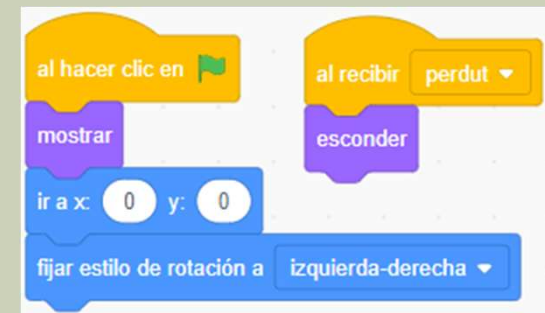 al hacer clic en
mostrar
ir a x: 0 y: 0
fijar estilo de rotación a izquierda-derecha
al recibir perdut
esconder